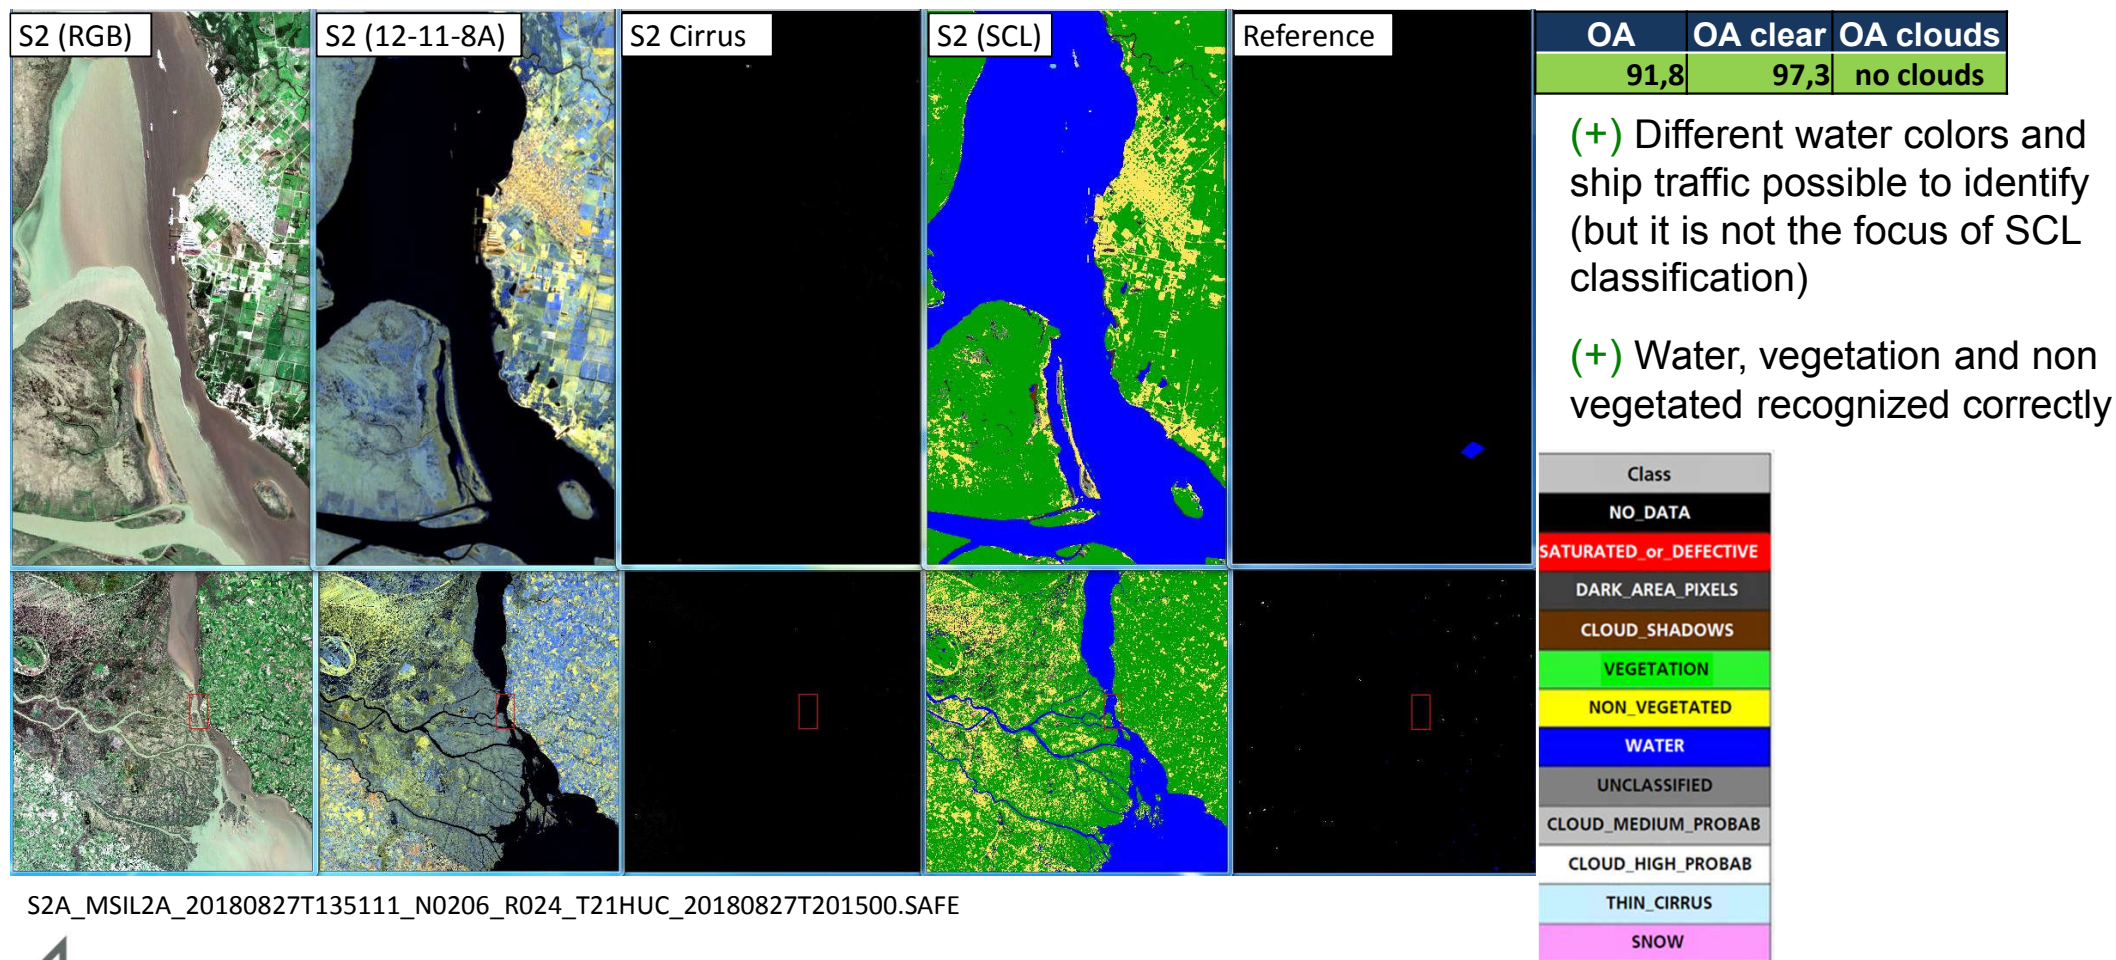 S2 (RGB)
S2 (12-11-8A)
S2 Cirrus
S2 (SCL)
Reference
OA OA clear OA clouds
91,8 97,3 no clouds
(+) Different water colors and
ship traffic possible to identify
(but it is not the focus of SCL
classification)
(+) Water, vegetation and non
vegetated recognized correctly
Class
NO_DATA
SATURATED_or_DEFECTIVE
DARK_AREA_PIXELS
CLOUD_SHADOWS
VEGETATION
NON_VEGETATED
WATER
UNCLASSIFIED
CLOUD_MEDIUM_PROBAB
CLOUD_HIGH_PROBAB
THIN_CIRRUS
SNOW
S2A_MSIL2A_20180827T135111_N0206_R024_T21HUC_20180827T201500.SAFE